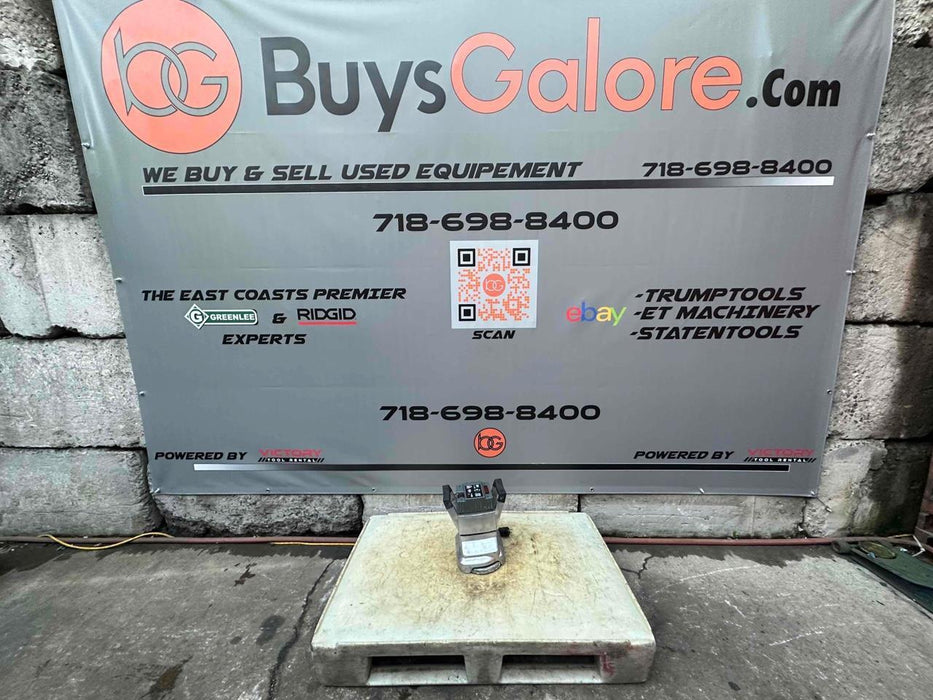 bG BuysGalore.Com
WE BUY & SELL USED EQUIPEMENT 718-698-8400
718-698-8400
THE EAST COASTS PREMIER
G GREENLEE & RIDGID
EXPERTS
bG
SCAN
ebay
-TRUMPTOOLS
-ET MACHINERY
-STATENTOOLS
718-698-8400
bG
POWERED BY VICTORY
TOOL RENTAL
POWERED BY VICTORY
TOOL RENTAL